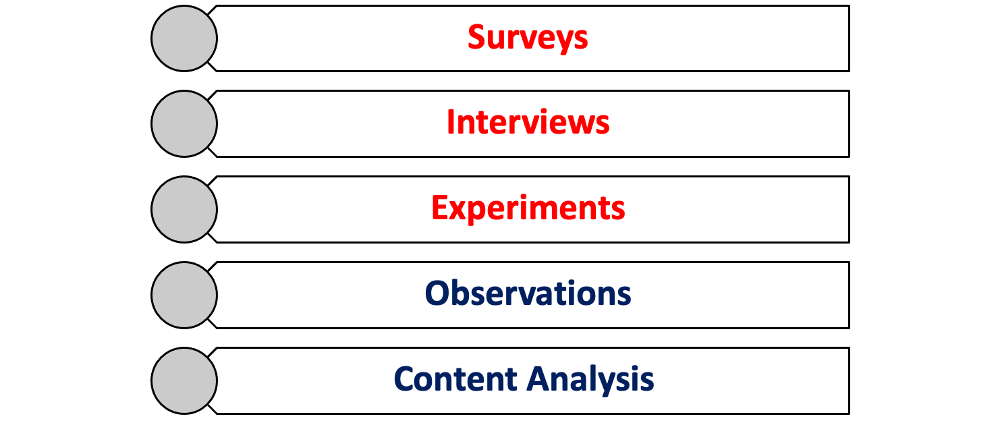 Surveys
Interviews
Experiments
Observations
Content Analysis